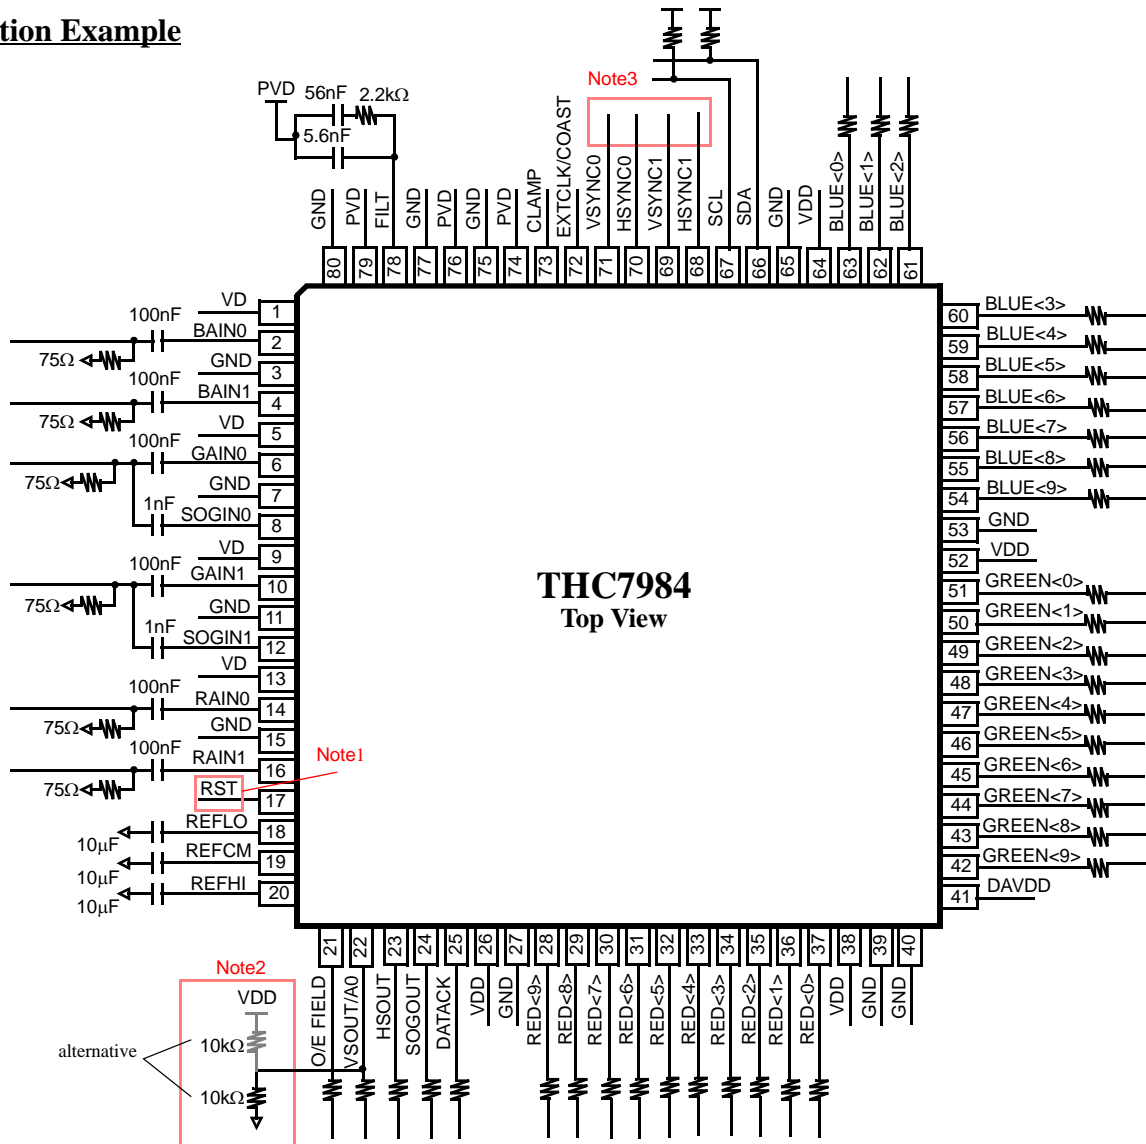 tion Example
PVD
56nF
2.2kΩ
5.6nF
Note3
GND
PVD
FILT
GND
PVD
GND
PVD
CLAMP
EXTCLK/COAST
VSYNC0
HSYNC0
VSYNC1
HSYNC1
SCL
SDA
GND
VDD
BLUE<0>
BLUE<1>
BLUE<2>
80
79
78
77
76
75
74
73
72
71
70
69
68
67
66
65
64
63
62
61
VD 1
100nF
BAIN0 2
75Ω
GND 3
100nF
BAIN1 4
75Ω
VD 5
100nF
GAIN0 6
75Ω
GND 7
1nF
SOGIN0 8
VD 9
100nF
GAIN1 10
75Ω
GND 11
1nF
SOGIN1 12
VD 13
100nF
RAIN0 14
75Ω
GND 15
100nF
RAIN1 16
75Ω
Note1
RST 17
REFLO 18
10µF
REFCM 19
10µF
REFHI 20
10µF
THC7984
Top View
60 BLUE<3>
59 BLUE<4>
58 BLUE<5>
57 BLUE<6>
56 BLUE<7>
55 BLUE<8>
54 BLUE<9>
53 GND
52 VDD
51 GREEN<0>
50 GREEN<1>
49 GREEN<2>
48 GREEN<3>
47 GREEN<4>
46 GREEN<5>
45 GREEN<6>
44 GREEN<7>
43 GREEN<8>
42 GREEN<9>
41 DAVDD
21
22
23
24
25
26
27
28
29
30
31
32
33
34
35
36
37
38
39
40
O/E FIELD
VSOUT/A0
HSOUT
SOGOUT
DATACK
VDD
GND
RED<9>
RED<8>
RED<7>
RED<6>
RED<5>
RED<4>
RED<3>
RED<2>
RED<1>
RED<0>
VDD
GND
GND
Note2
VDD
10kΩ
alternative
10kΩ